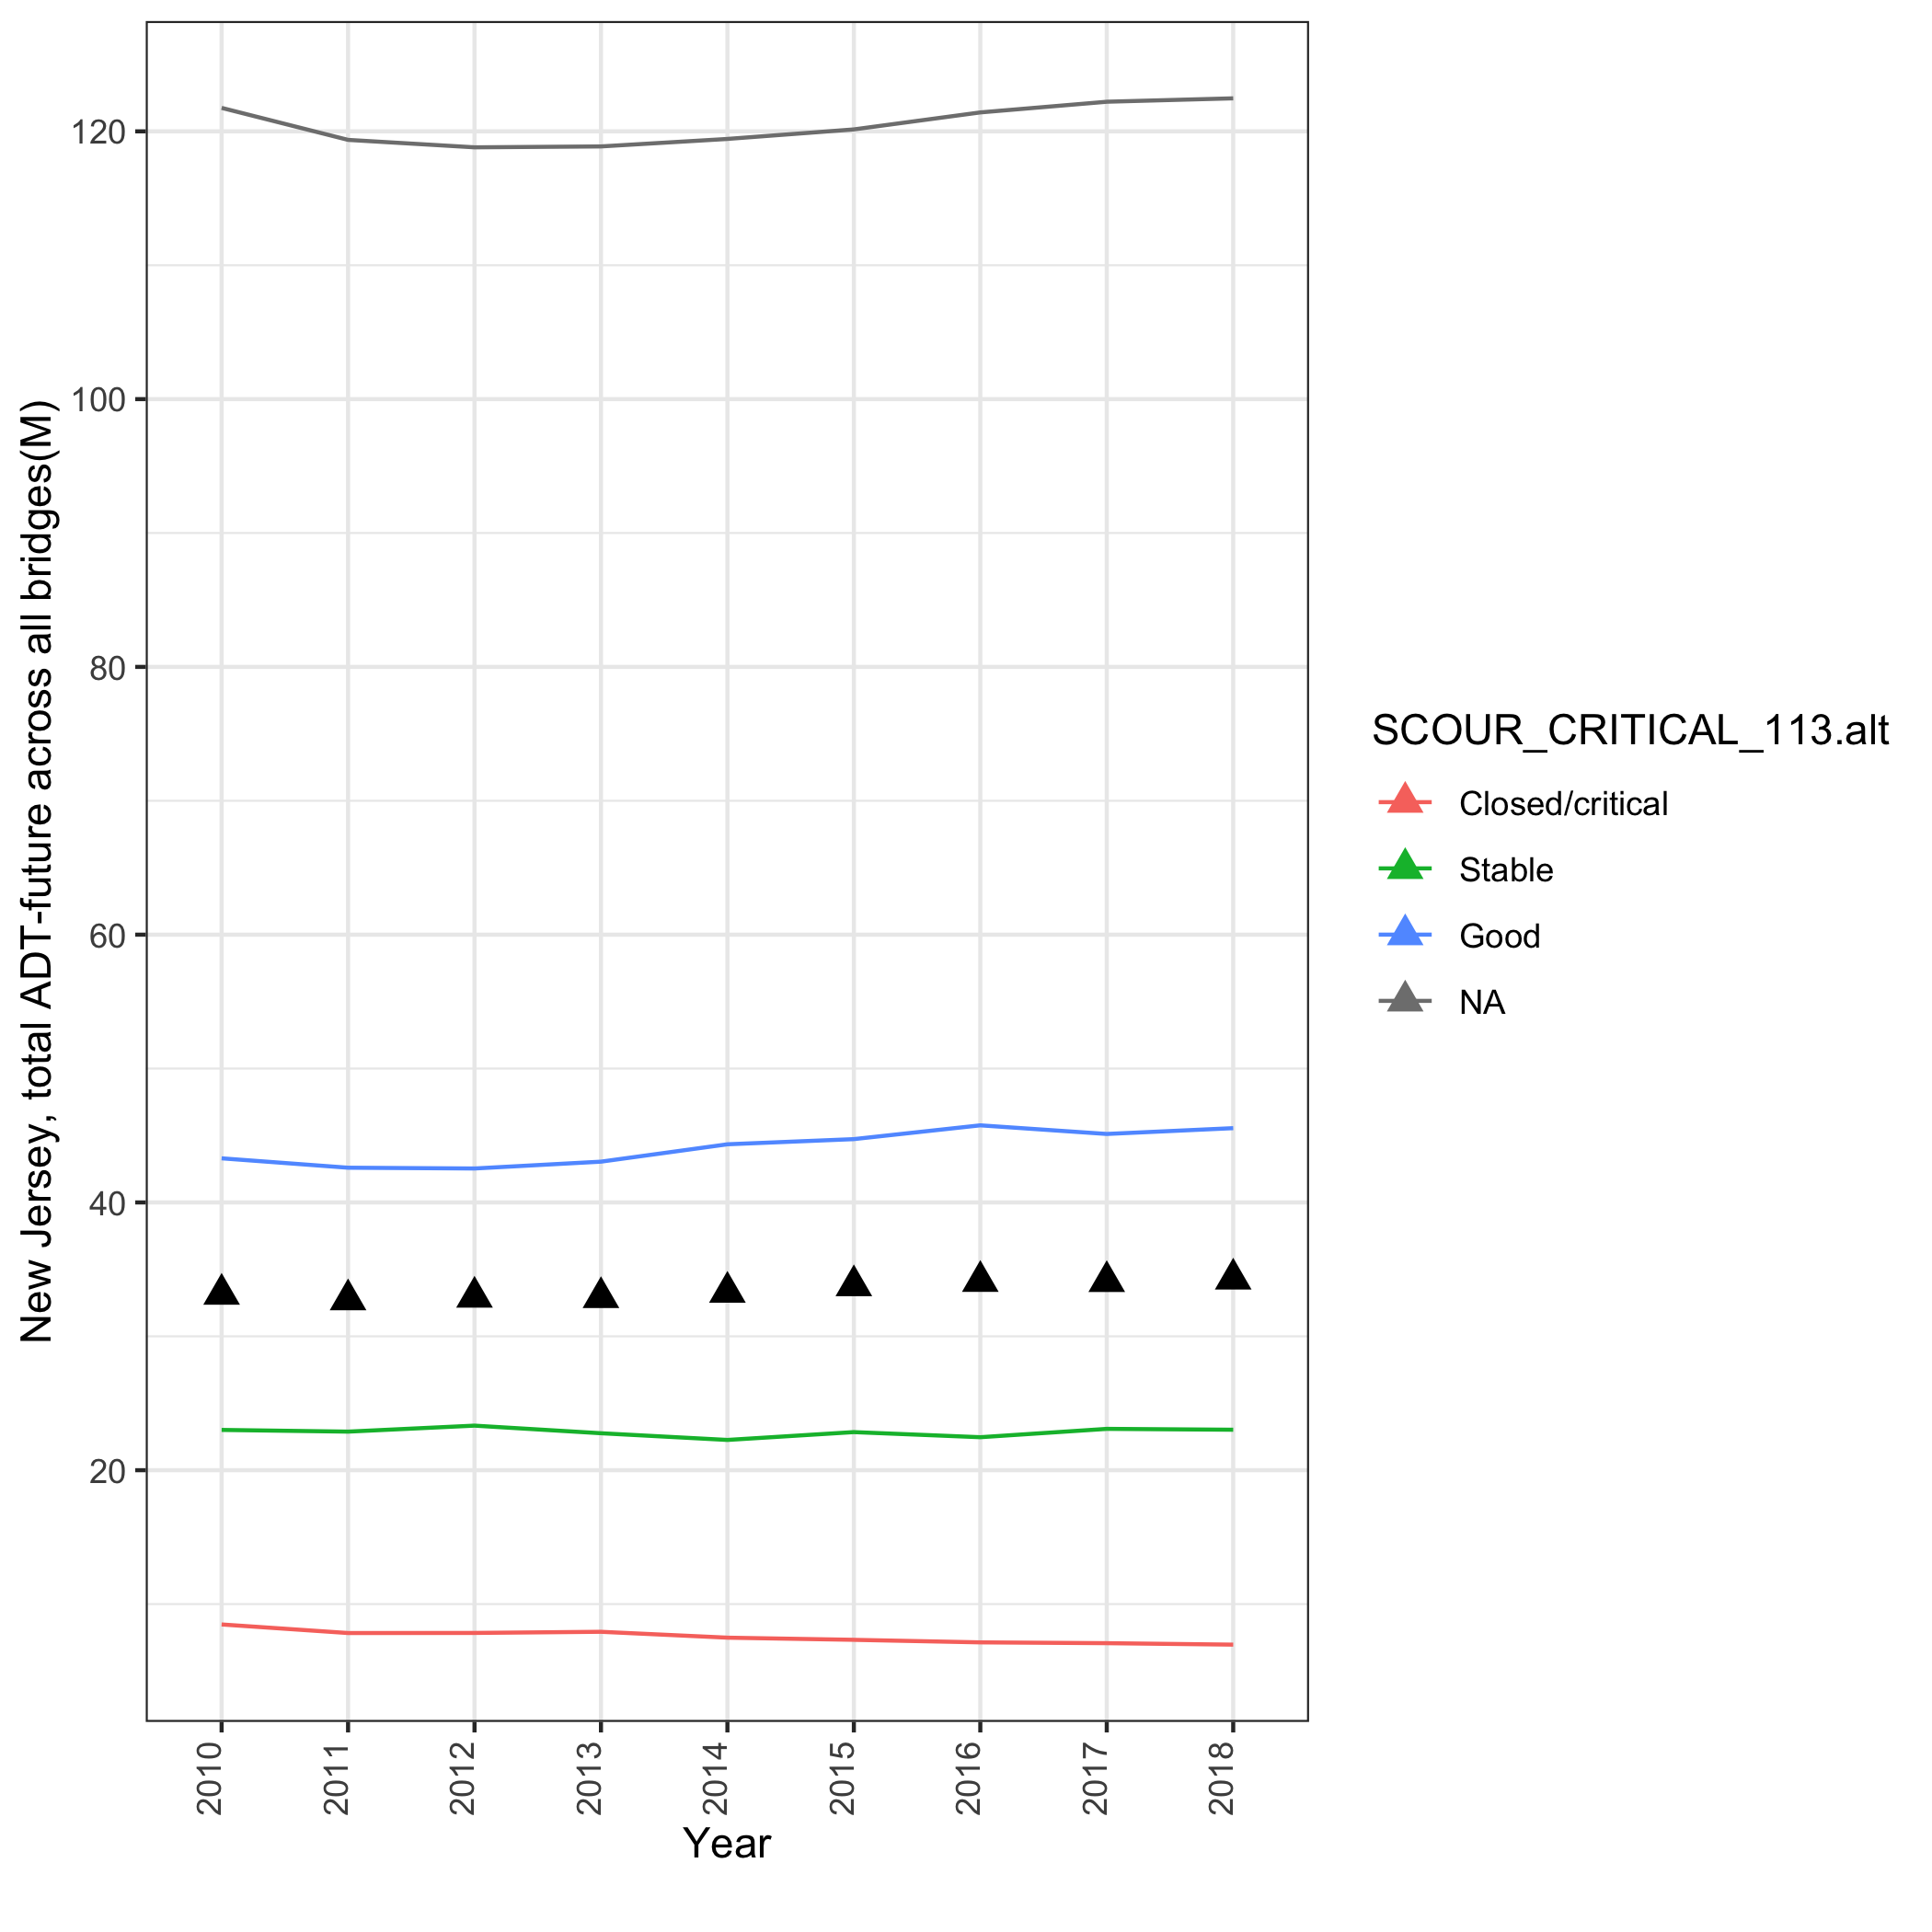 New Jersey, total ADT-future across all bridges(M)
120
100
80
60
40
20
2010
2011
2012
2013
2014
2015
2016
2017
2018
Year
SCOUR_CRITICAL_113.alt
Closed/critical
Stable
Good
NA